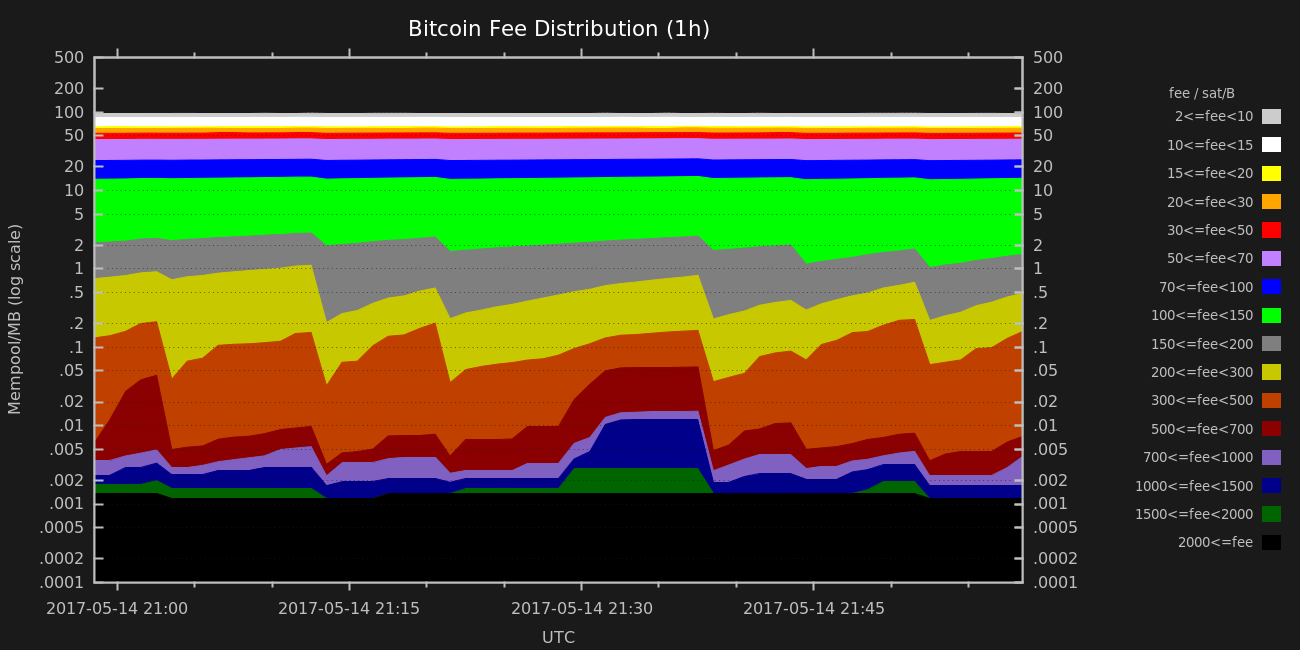 Bitcoin Fee Distribution (1h)
Mempool/MB (log scale)
500
200
100
50
20
10
5
2
1
.5
.2
.1
.05
.02
.01
.005
.002
.001
.0005
.0002
.0001
500
200
100
50
20
10
5
2
1
.5
.2
.1
.05
.02
.01
.005
.002
.001
.0005
.0002
.0001
fee / sat/B
2<=fee<10
10<=fee<15
15<=fee<20
20<=fee<30
30<=fee<50
50<=fee<70
70<=fee<100
100<=fee<150
150<=fee<200
200<=fee<300
300<=fee<500
500<=fee<700
700<=fee<1000
1000<=fee<1500
1500<=fee<2000
2000<=fee
2017-05-14 21:00 2017-05-14 21:15 2017-05-14 21:30 2017-05-14 21:45
UTC